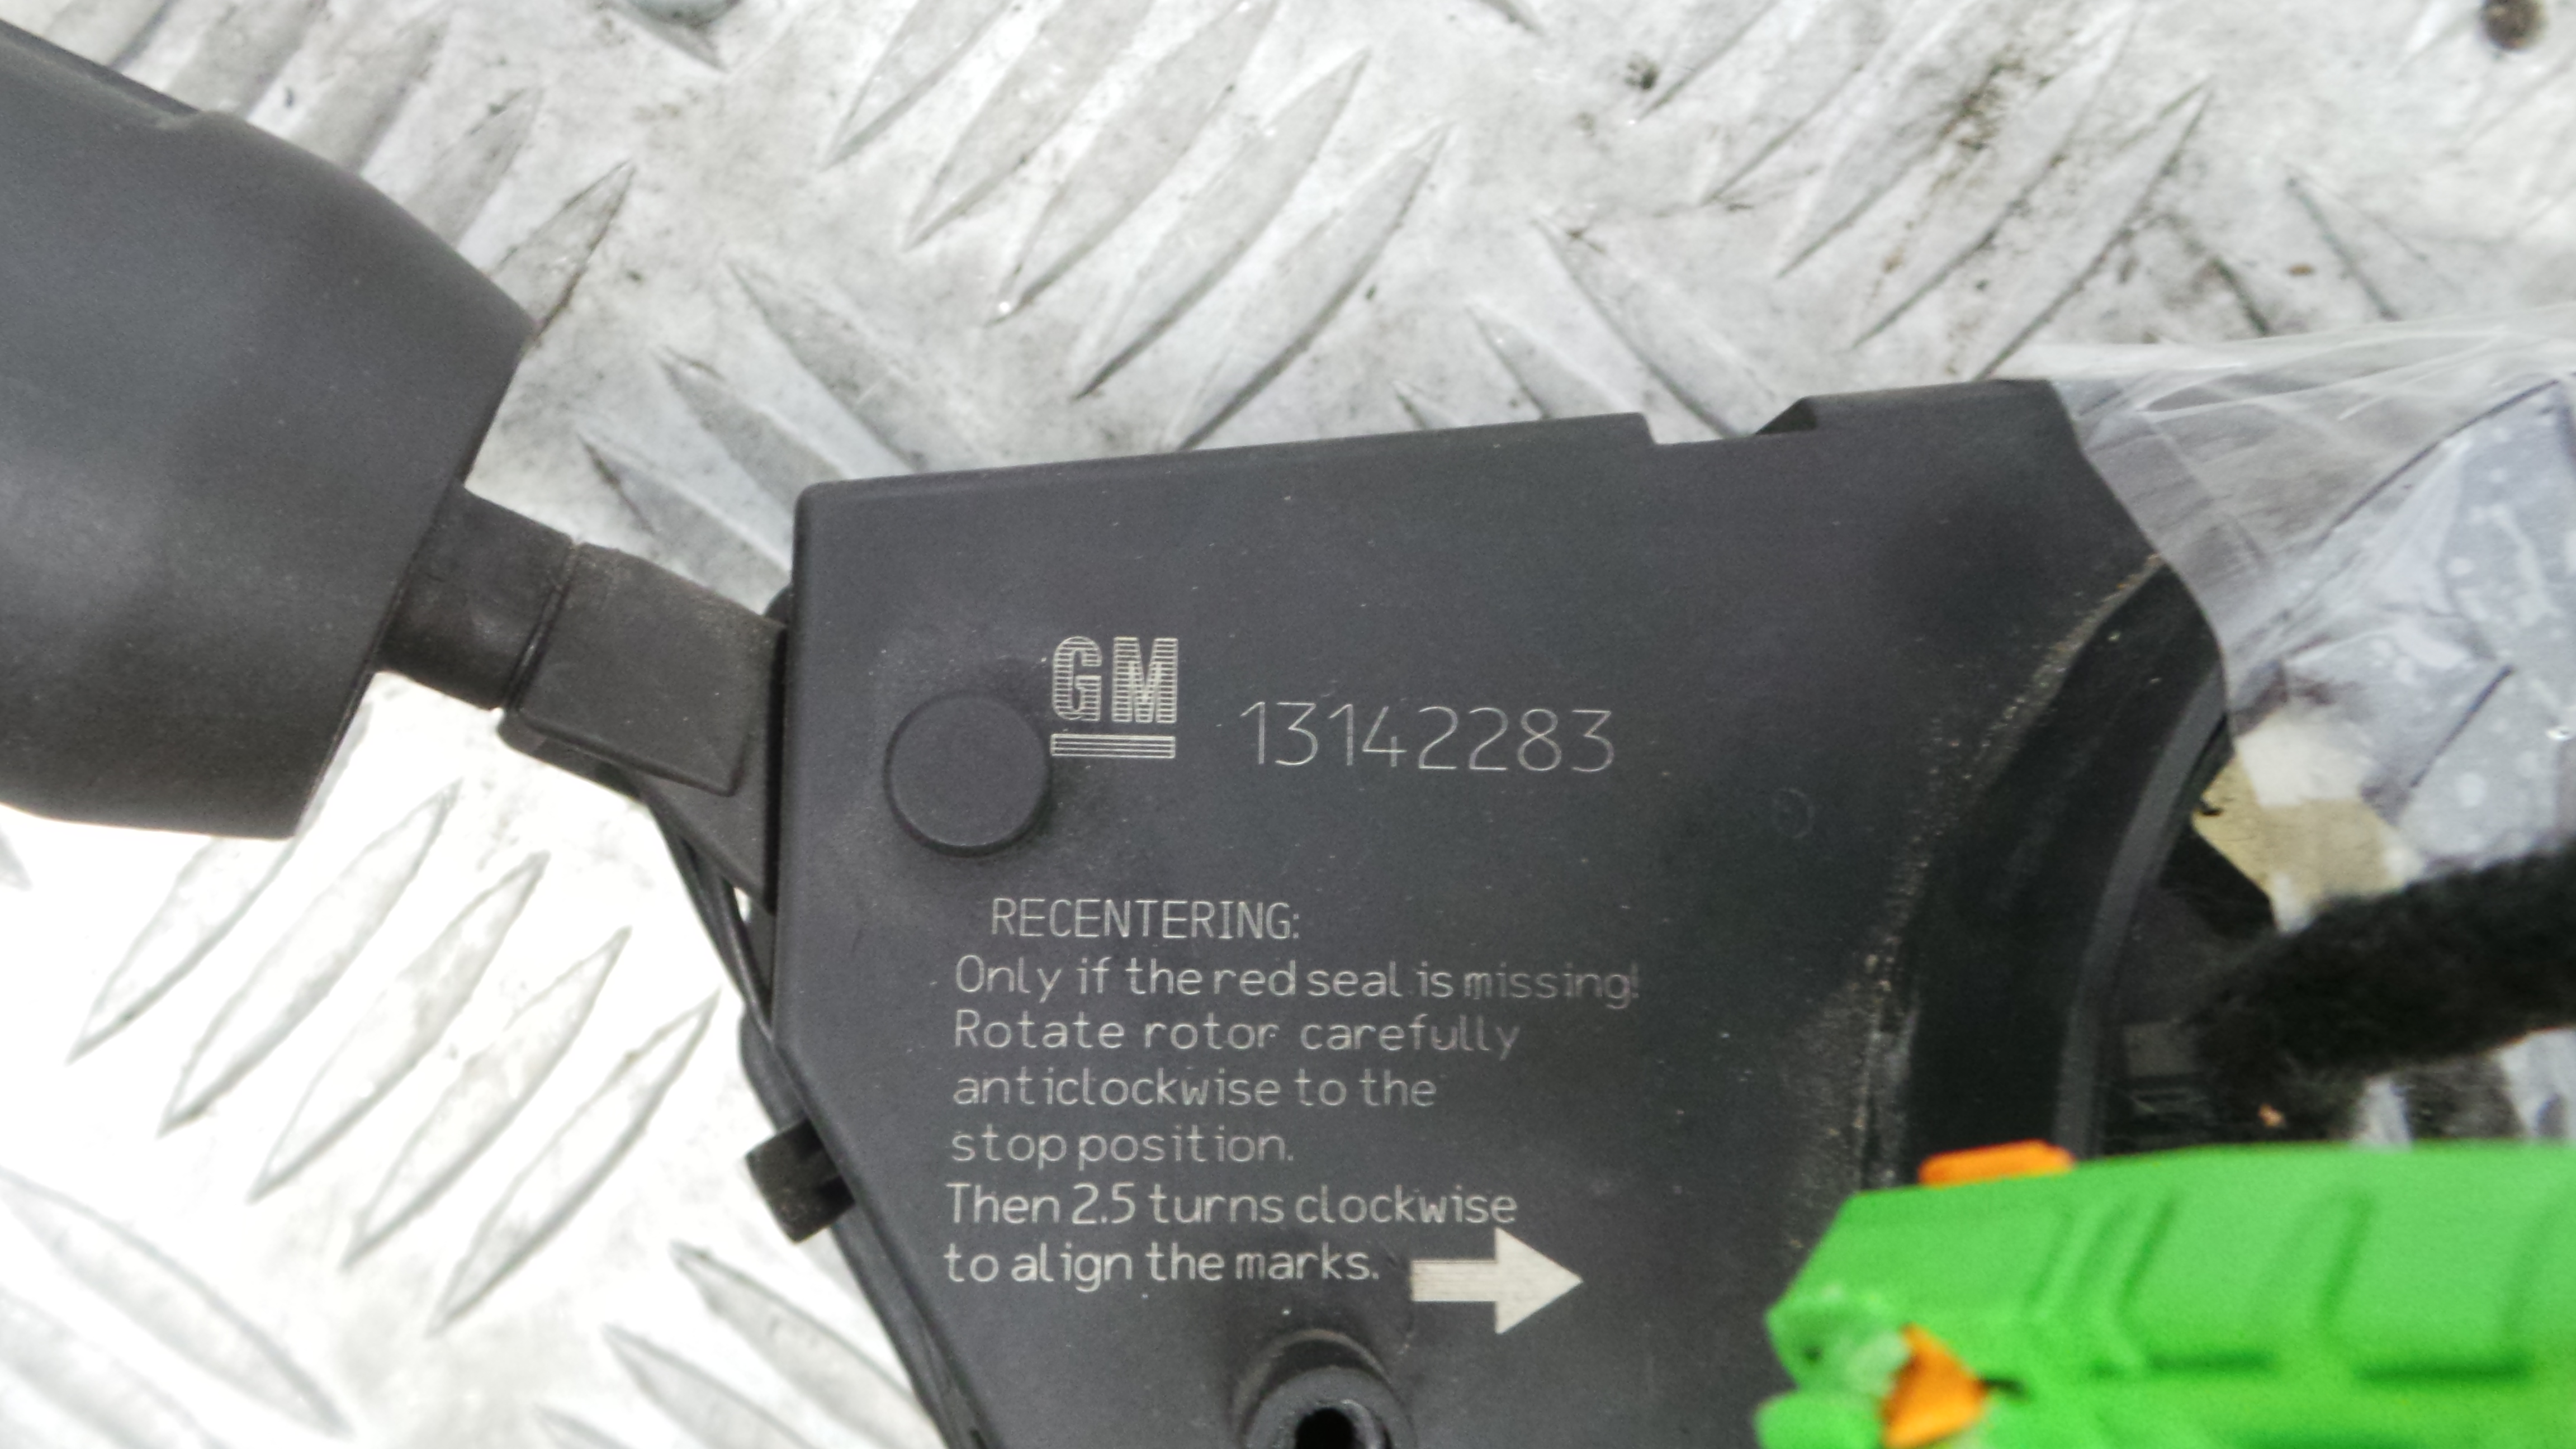 GM 13142283
RECENTERING:
Only if the red seal is missing!
Rotate rotor carefully
anticlockwise to the
stop position.
Then 2.5 turns clockwise
to align the marks.